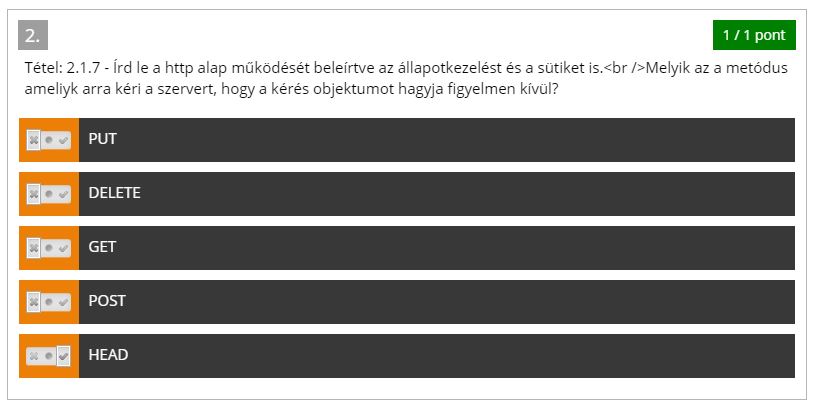 2.
1 / 1 pont
Tétel: 2.1.7 - Írd le a http alap működését beleírtve az állapotkezelést és a sütiket is.<br />Melyik az a metódus
ameliyk arra kéri a szervert, hogy a kérés objektumot hagyja figyelmen kívül?
PUT
DELETE
GET
POST
HEAD